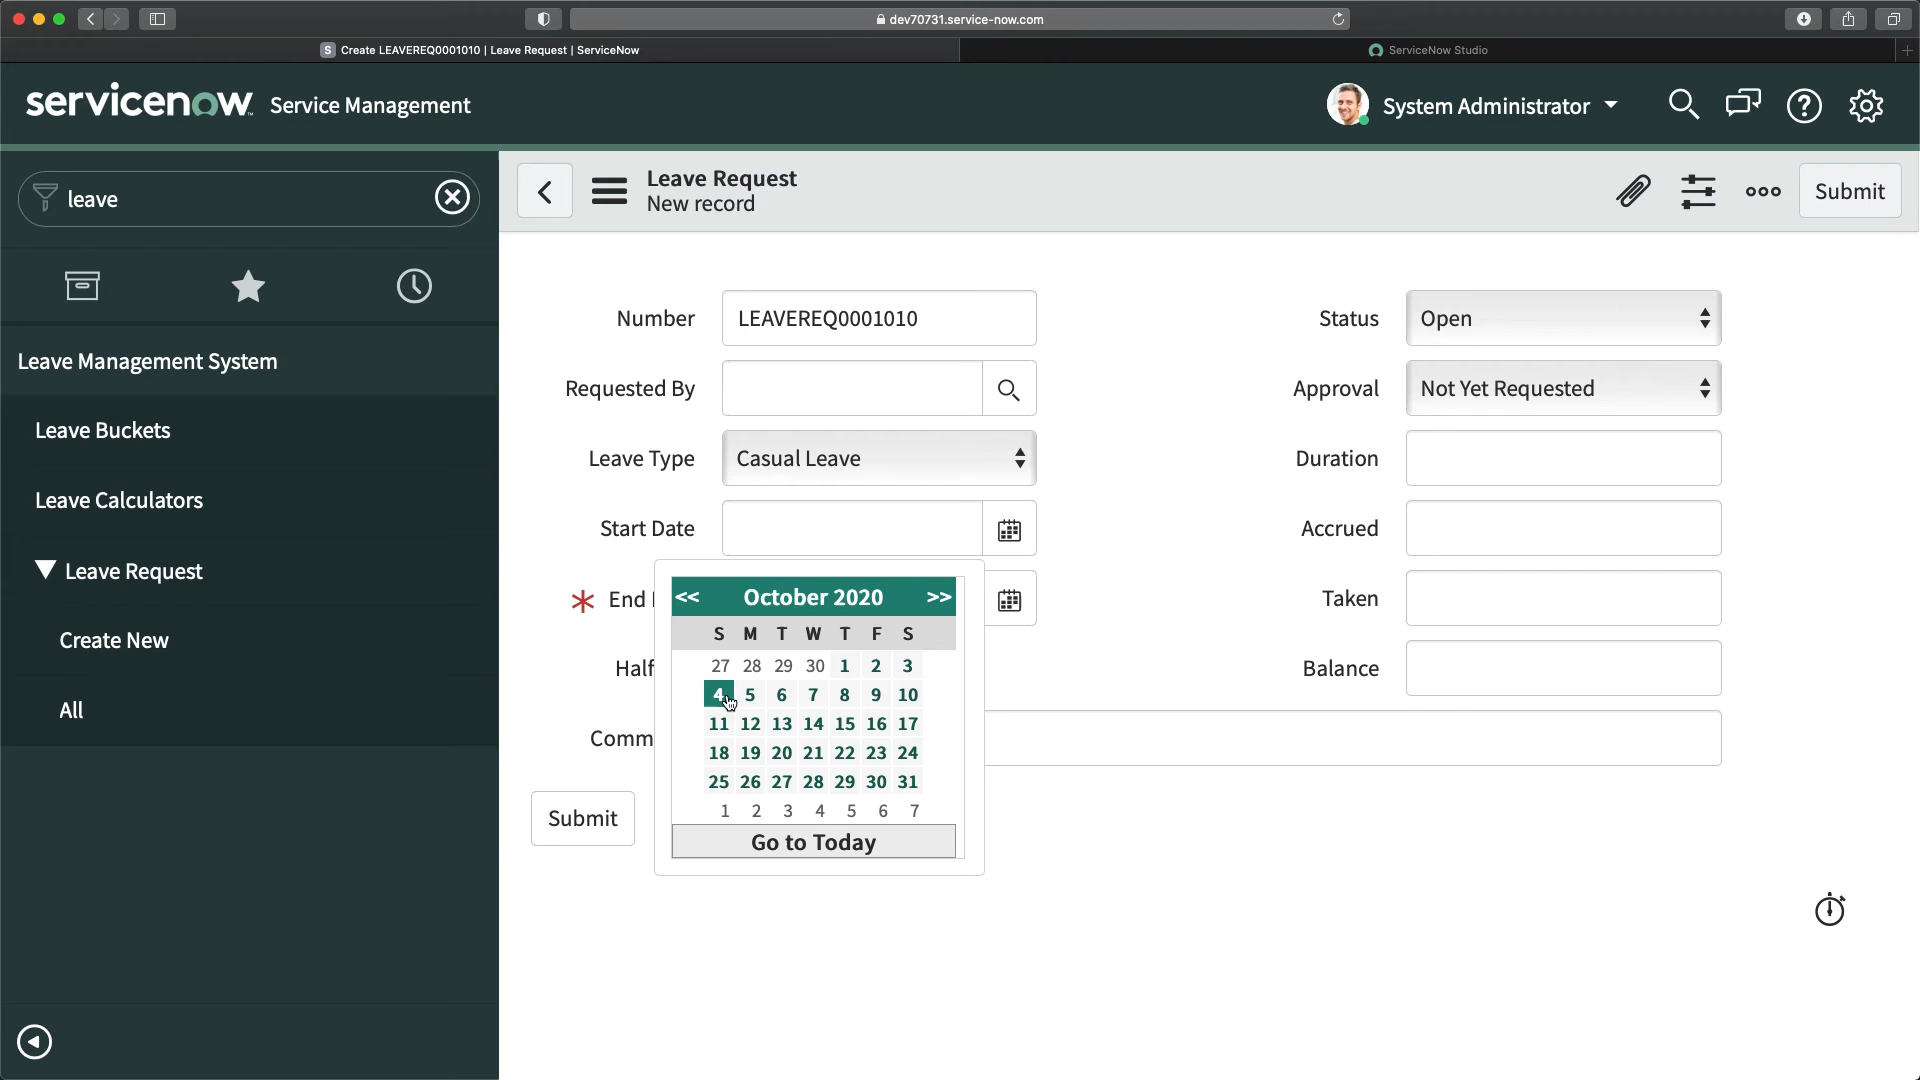 dev70731.service-now.com
S Create LEAVEREQ0001010 | Leave Request | ServiceNow
ServiceNow Studio
servicenow Service Management
System Administrator
leave
Leave Management System
Leave Buckets
Leave Calculators
Leave Request
Create New
All
Leave Request
New record
Submit
Number LEAVEREQ0001010
Requested By
Leave Type Casual Leave
Start Date
* End
Half
Comm
Status Open
Approval Not Yet Requested
Duration
Accrued
Taken
Balance
<< October 2020 >>
S M T W T F S
27 28 29 30 1 2 3
4 5 6 7 8 9 10
11 12 13 14 15 16 17
18 19 20 21 22 23 24
25 26 27 28 29 30 31
1 2 3 4 5 6 7
Go to Today
Submit